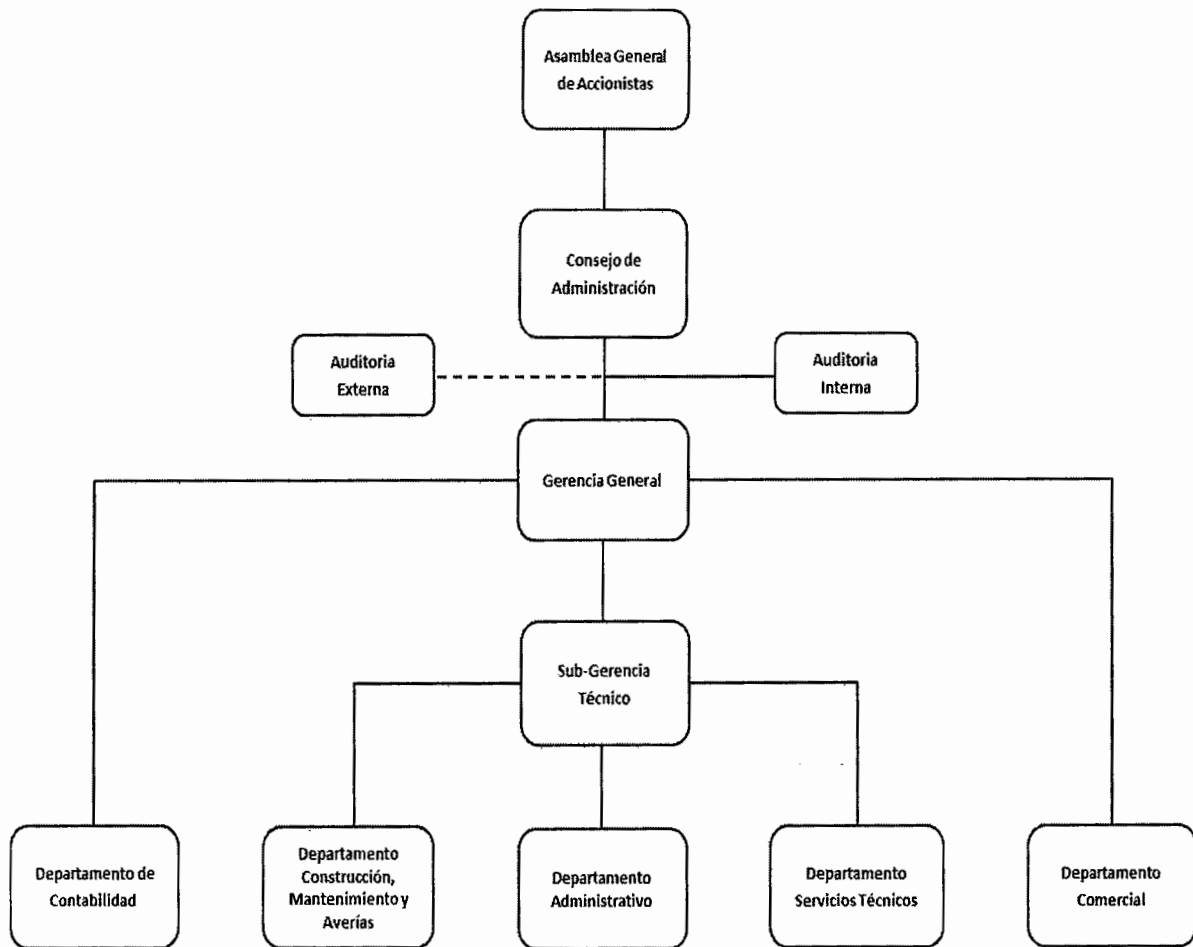 Asamblea General
de Accionistas
Consejo de
Administración
Auditoria
Externa
Auditoria
Interna
Gerencia General
Sub-Gerencia
Técnico
Departamento de
Contabilidad
Departamento
Construcción,
Mantenimiento y
Averías
Departamento
Administrativo
Departamento
Servicios Técnicos
Departamento
Comercial